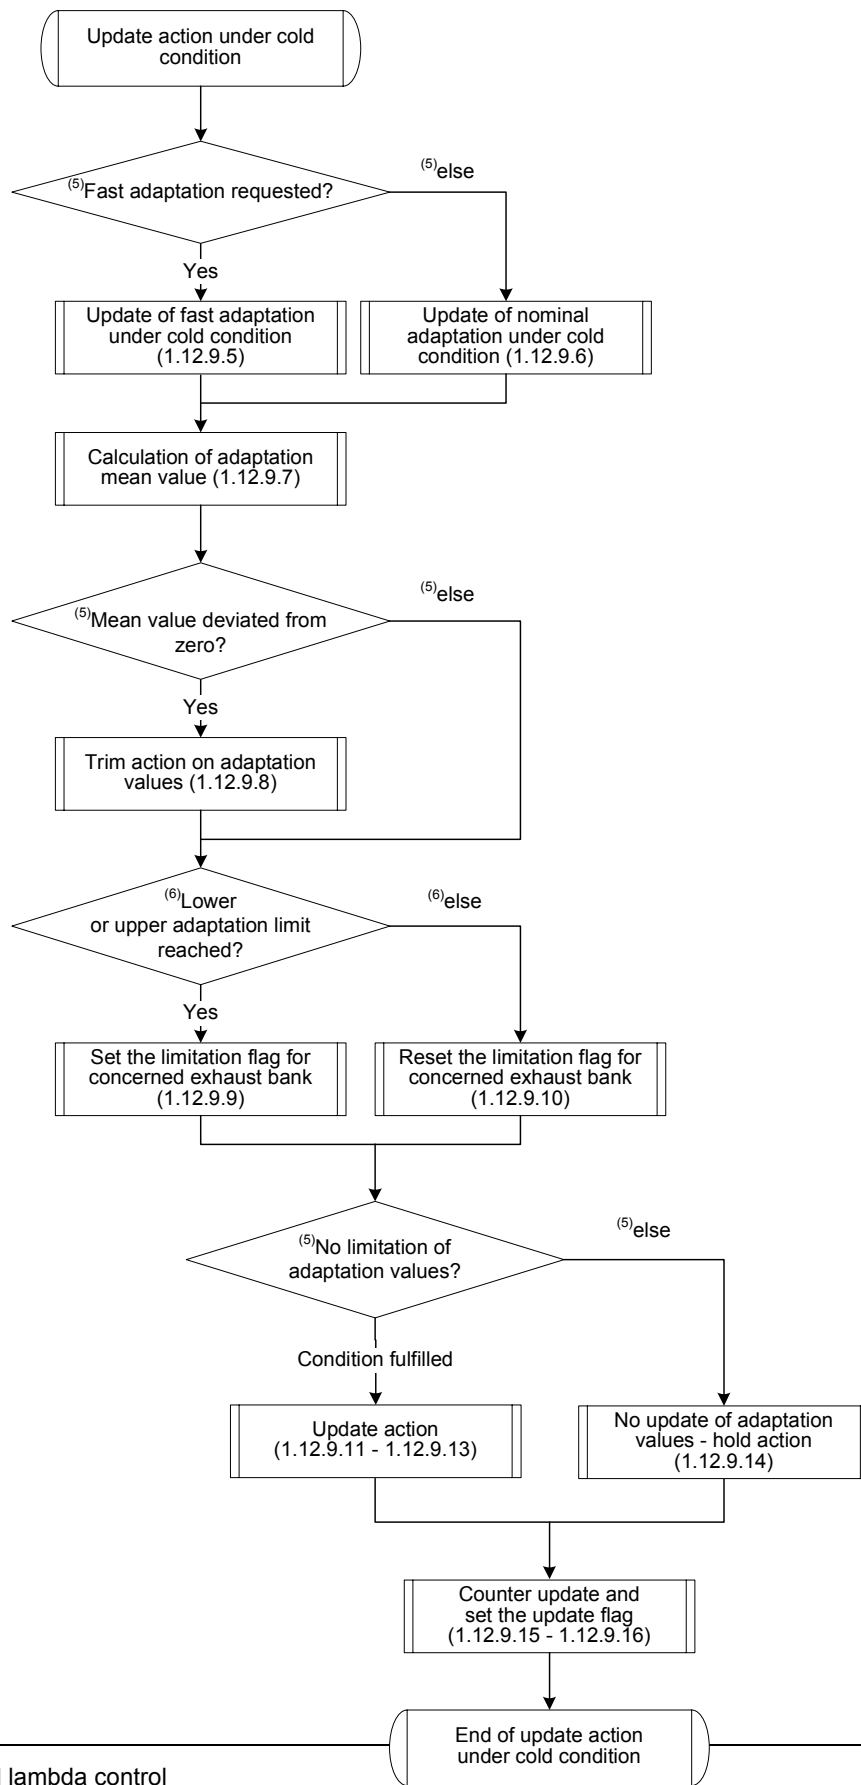 Update action under cold
condition
(5)Fast adaptation requested?
(5)else
Yes
Update of fast adaptation
under cold condition
(1.12.9.5)
Update of nominal
adaptation under cold
condition (1.12.9.6)
Calculation of adaptation
mean value (1.12.9.7)
(5)Mean value deviated from
zero?
(5)else
Yes
Trim action on adaptation
values (1.12.9.8)
(6)Lower
or upper adaptation limit
reached?
(6)else
Yes
Set the limitation flag for
concerned exhaust bank
(1.12.9.9)
Reset the limitation flag for
concerned exhaust bank
(1.12.9.10)
(5)No limitation of
adaptation values?
(5)else
Condition fulfilled
Update action
(1.12.9.11 - 1.12.9.13)
No update of adaptation
values - hold action
(1.12.9.14)
Counter update and
set the update flag
(1.12.9.15 - 1.12.9.16)
End of update action
under cold condition
lambda control